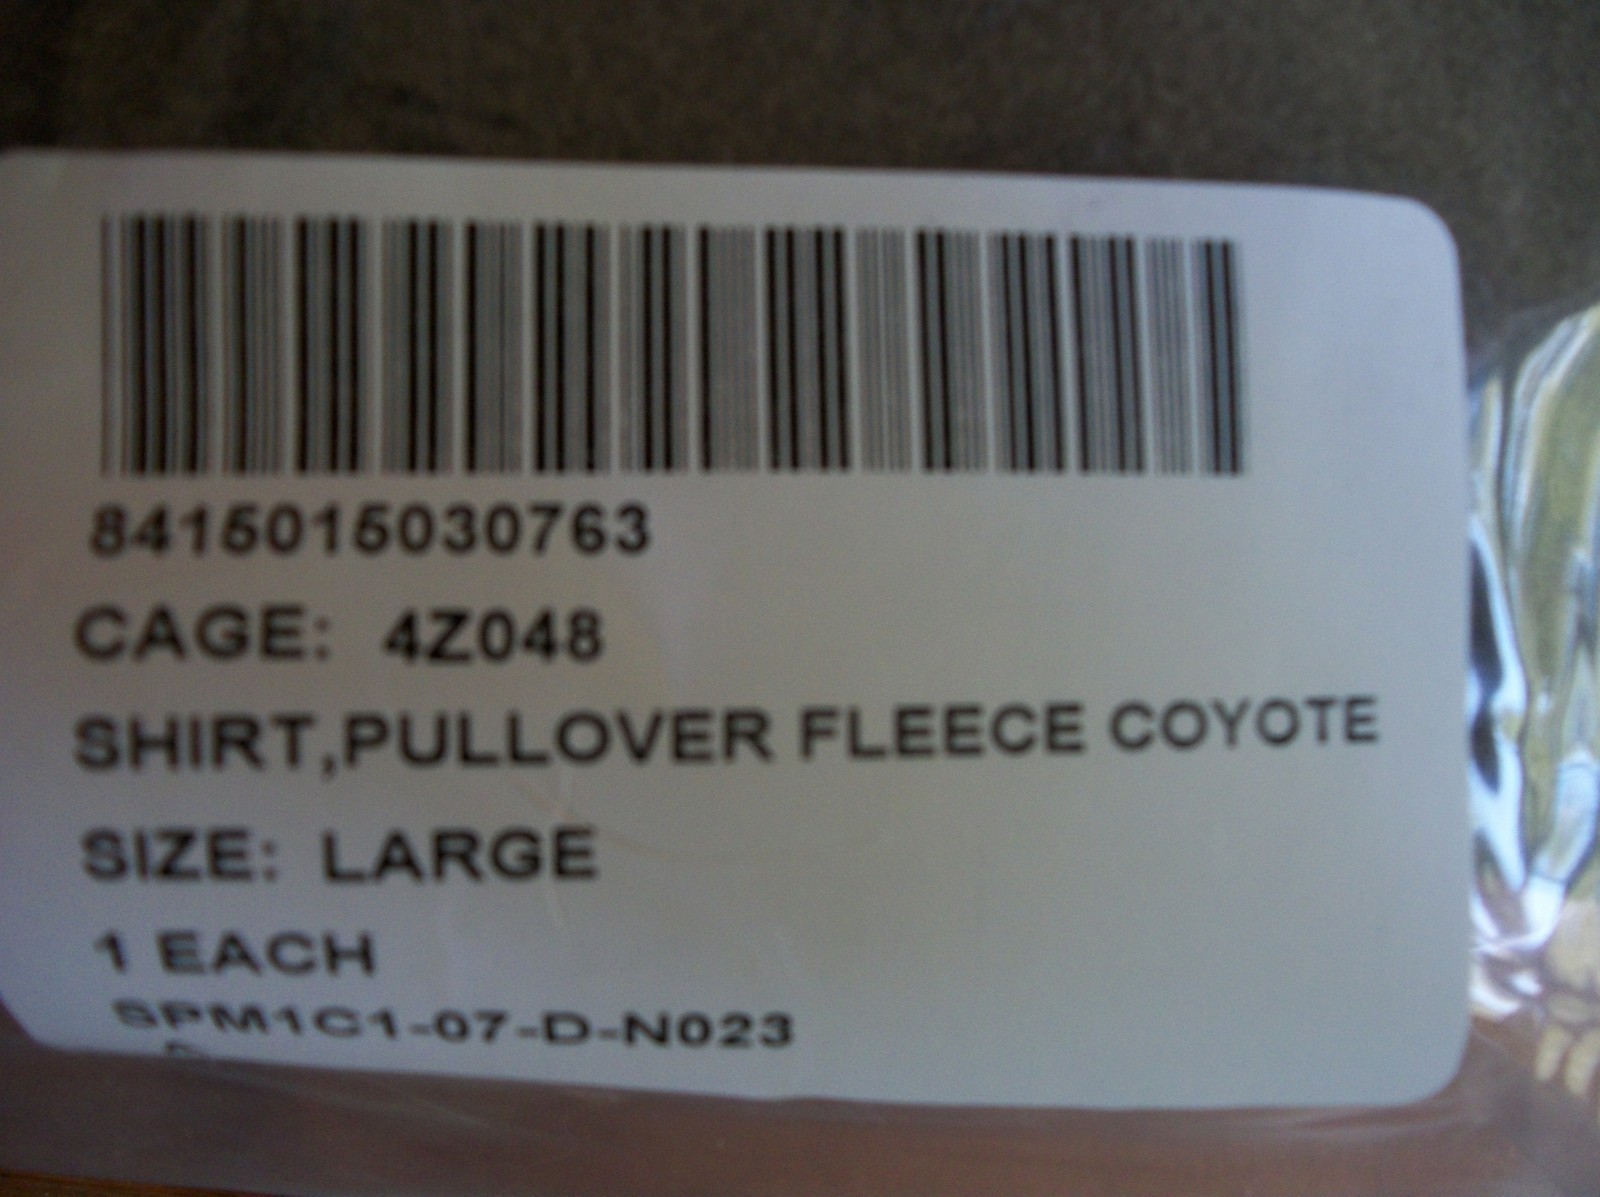 8415015030763
CAGE: 4Z048
SHIRT,PULLOVER FLEECE COYOTE
SIZE: LARGE
1 EACH
SPM1C1-07-D-N023